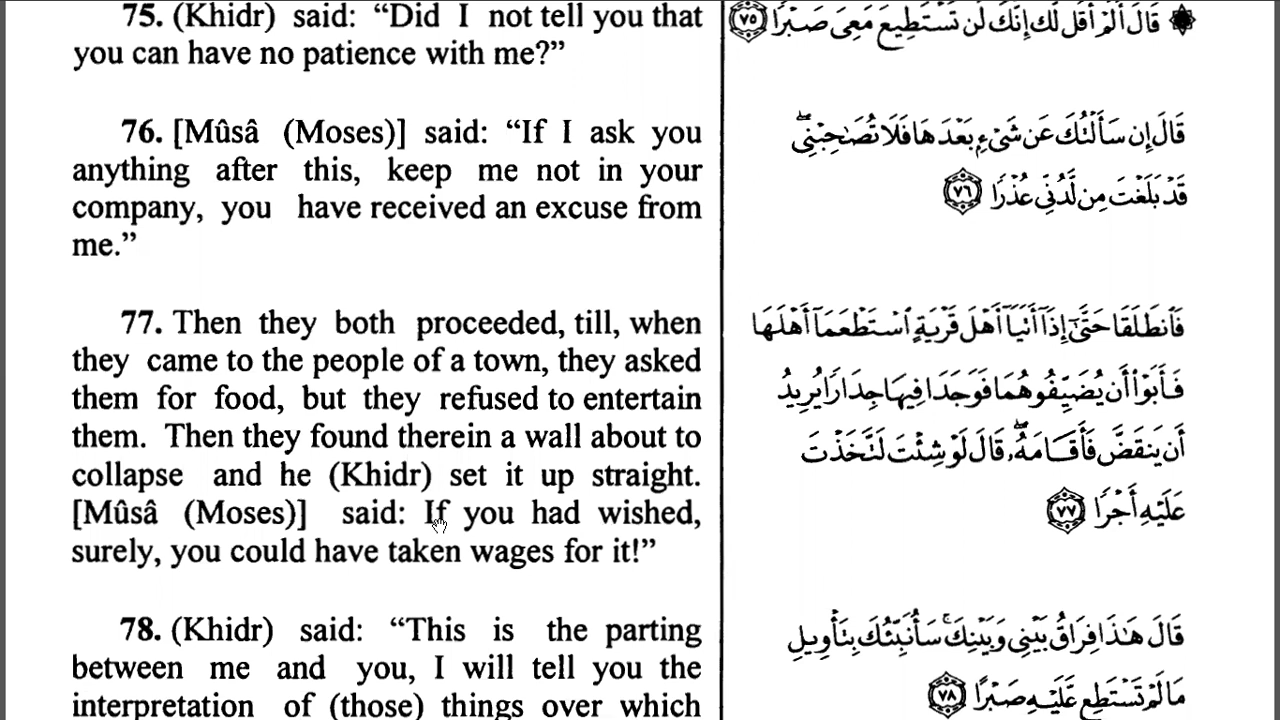 75. (Khidr) said: “Did I not tell you that
you can have no patience with me?”
76. [Mûsâ (Moses)] said: “If I ask you
anything after this, keep me not in your
company, you have received an excuse from
me.”
77. Then they both proceeded, till, when
they came to the people of a town, they asked
them for food, but they refused to entertain
them. Then they found therein a wall about to
collapse and he (Khidr) set it up straight.
[Mûsâ (Moses)] said: If you had wished,
surely, you could have taken wages for it!”
78. (Khidr) said: “This is the parting
between me and you, I will tell you the
interpretation of (those) things over which
۞ قَالَ أَلَمْ أَقُل لَّكَ إِنَّكَ لَن تَسْتَطِيعَ مَعِىَ صَبْرًا ٧٥
قَالَ إِن سَأَلْتُكَ عَن شَىْءٍۭ بَعْدَهَا فَلَا تُصَٰحِبْنِى ۖ
قَدْ بَلَغْتَ مِن لَّدُنِّى عُذْرًا ٧٦
فَٱنطَلَقَا حَتَّىٰٓ إِذَآ أَتَيَآ أَهْلَ قَرْيَةٍ ٱسْتَطْعَمَآ أَهْلَهَا
فَأَبَوْا۟ أَن يُضَيِّفُوهُمَا فَوَجَدَا فِيهَا جِدَارًا يُرِيدُ
أَن يَنقَضَّ فَأَقَامَهُۥ ۖ قَالَ لَوْ شِئْتَ لَتَّخَذْتَ
عَلَيْهِ أَجْرًا ٧٧
قَالَ هَٰذَا فِرَاقُ بَيْنِى وَبَيْنِكَ ۚ سَأُنَبِّئُكَ بِتَأْوِيلِ
مَا لَمْ تَسْتَطِع عَّلَيْهِ صَبْرًا ٧٨